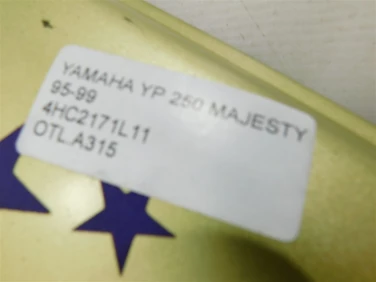 YAMAHA YP 250 MAJESTY
95-99
4HC2171L11
OTL.A315